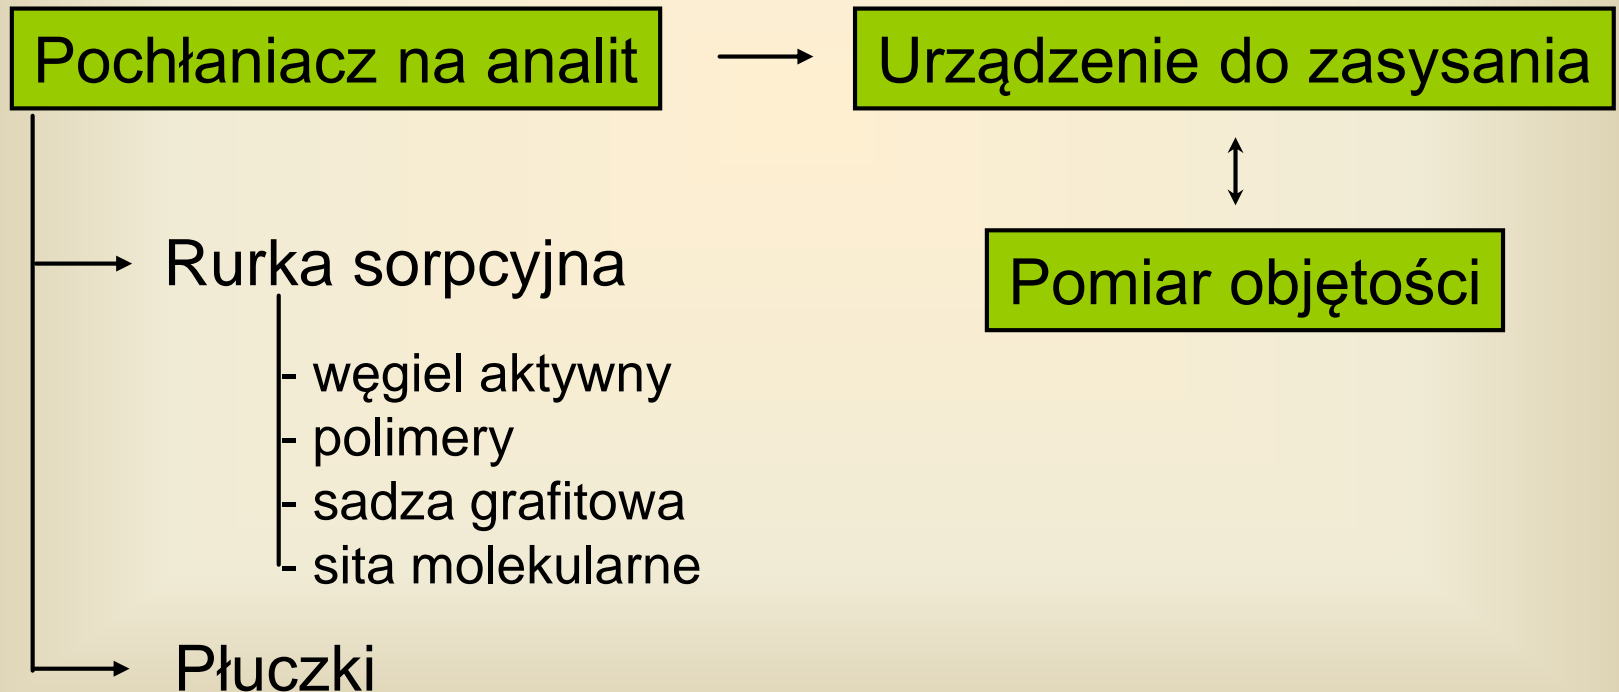 Pochłaniacz na analit
Urządzenie do zasysania
Rurka sorpcyjna
Pomiar objętości
- węgiel aktywny
- polimery
- sadza grafitowa
- sita molekularne
Płuczki